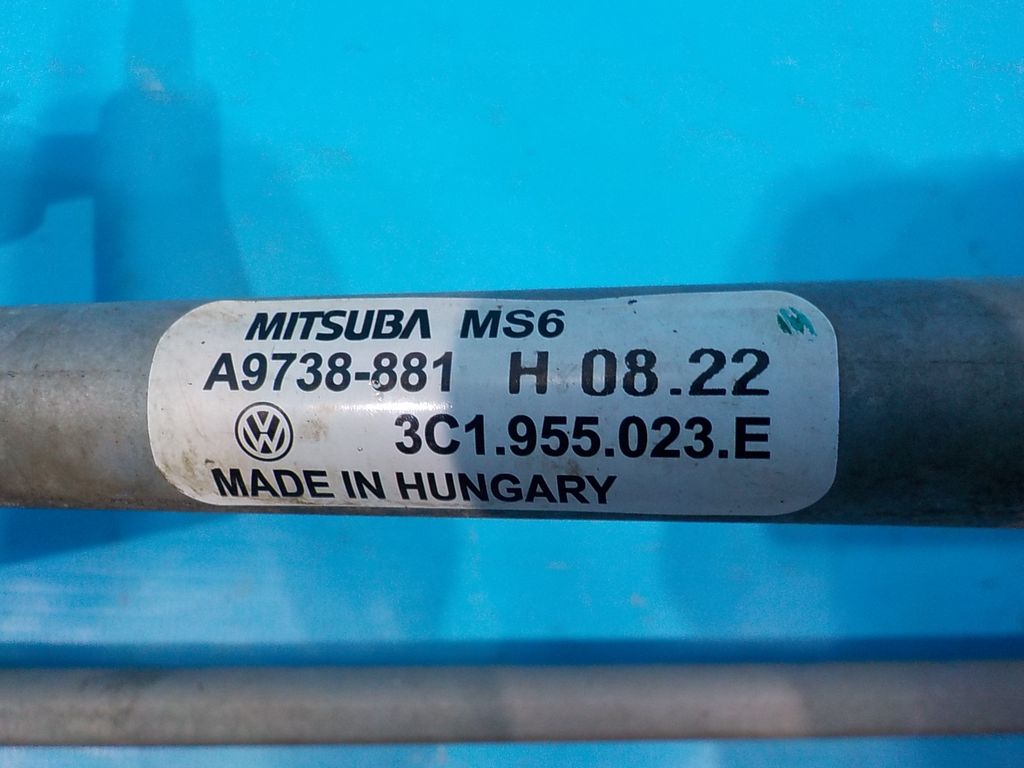 MITSUBA MS6
A9738-881 H 08.22
3C1.955.023.E
MADE IN HUNGARY